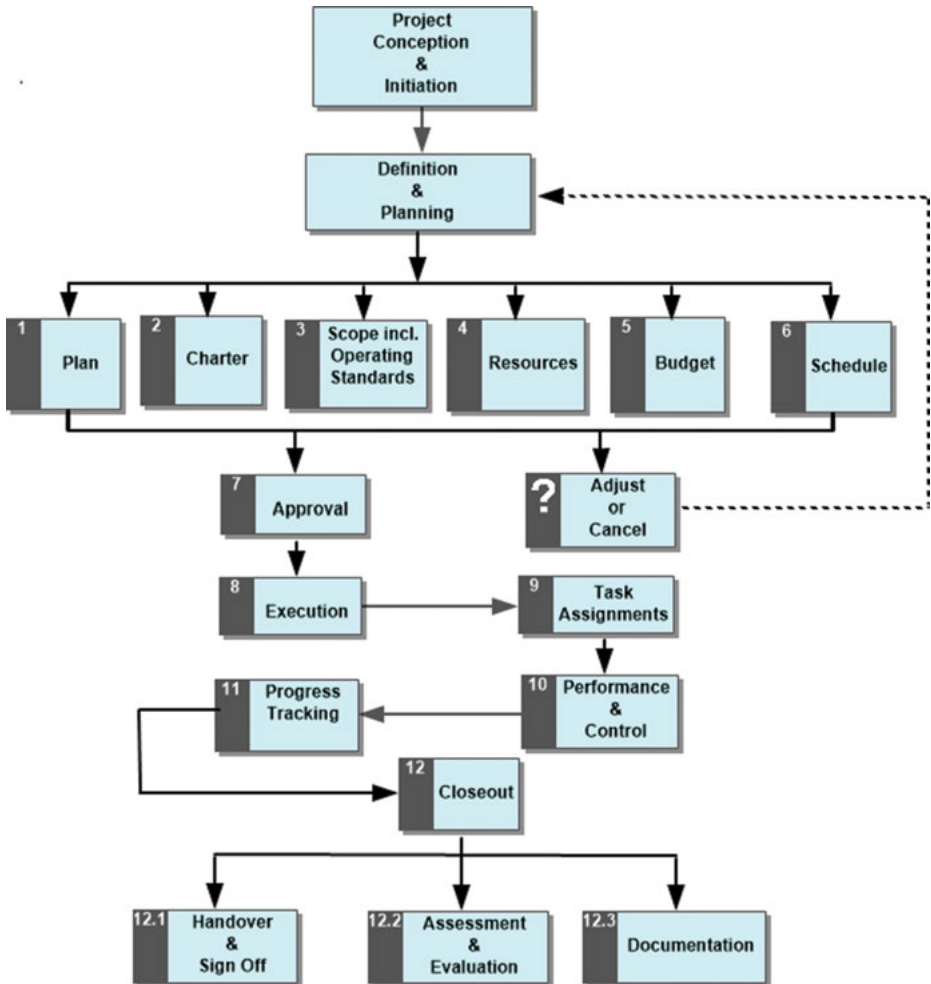 Project
Conception
&
Initiation
Definition
&
Planning
1
Plan
2
Charter
3
Scope incl.
Operating
Standards
4
Resources
5
Budget
6
Schedule
7
Approval
?
Adjust
or
Cancel
8
Execution
9
Task
Assignments
11
Progress
Tracking
10
Performance
&
Control
12
Closeout
12.1
Handover
&
Sign Off
12.2
Assessment
&
Evaluation
12.3
Documentation